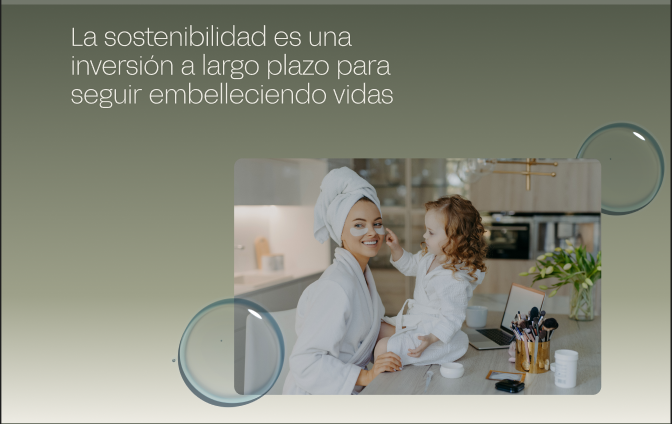 La sostenibilidad es una
inversión a largo plazo para
seguir embelleciendo vidas